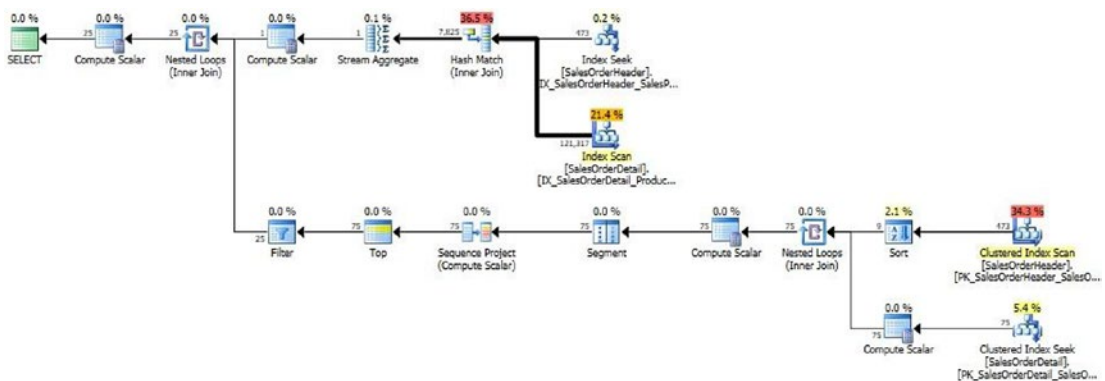 0.0 %
25
SELECT
0.0 %
25
Compute Scalar
0.0 %
1
Nested Loops
(Inner Join)
0.0 %
1
Compute Scalar
0.1 %
7,825
Stream Aggregate
36.5 %
Hash Match
(Inner Join)
0.2 %
473
Index Seek
[SalesOrderHeader].
[IX_SalesOrderHeader_SalesP...
21.4 %
121,317
Index Scan
[SalesOrderDetail].
[IX_SalesOrderDetail_Produc...
0.0 %
25
Filter
0.0 %
75
Top
0.0 %
75
Sequence Project
(Compute Scalar)
0.0 %
75
Segment
0.0 %
75
Compute Scalar
0.0 %
75
Nested Loops
(Inner Join)
2.1 %
9
Sort
34.3 %
473
Clustered Index Scan
[SalesOrderHeader].
[PK_SalesOrderHeader_SalesO...
0.0 %
75
Compute Scalar
5.4 %
75
Clustered Index Seek
[SalesOrderDetail].
[PK_SalesOrderDetail_SalesO...